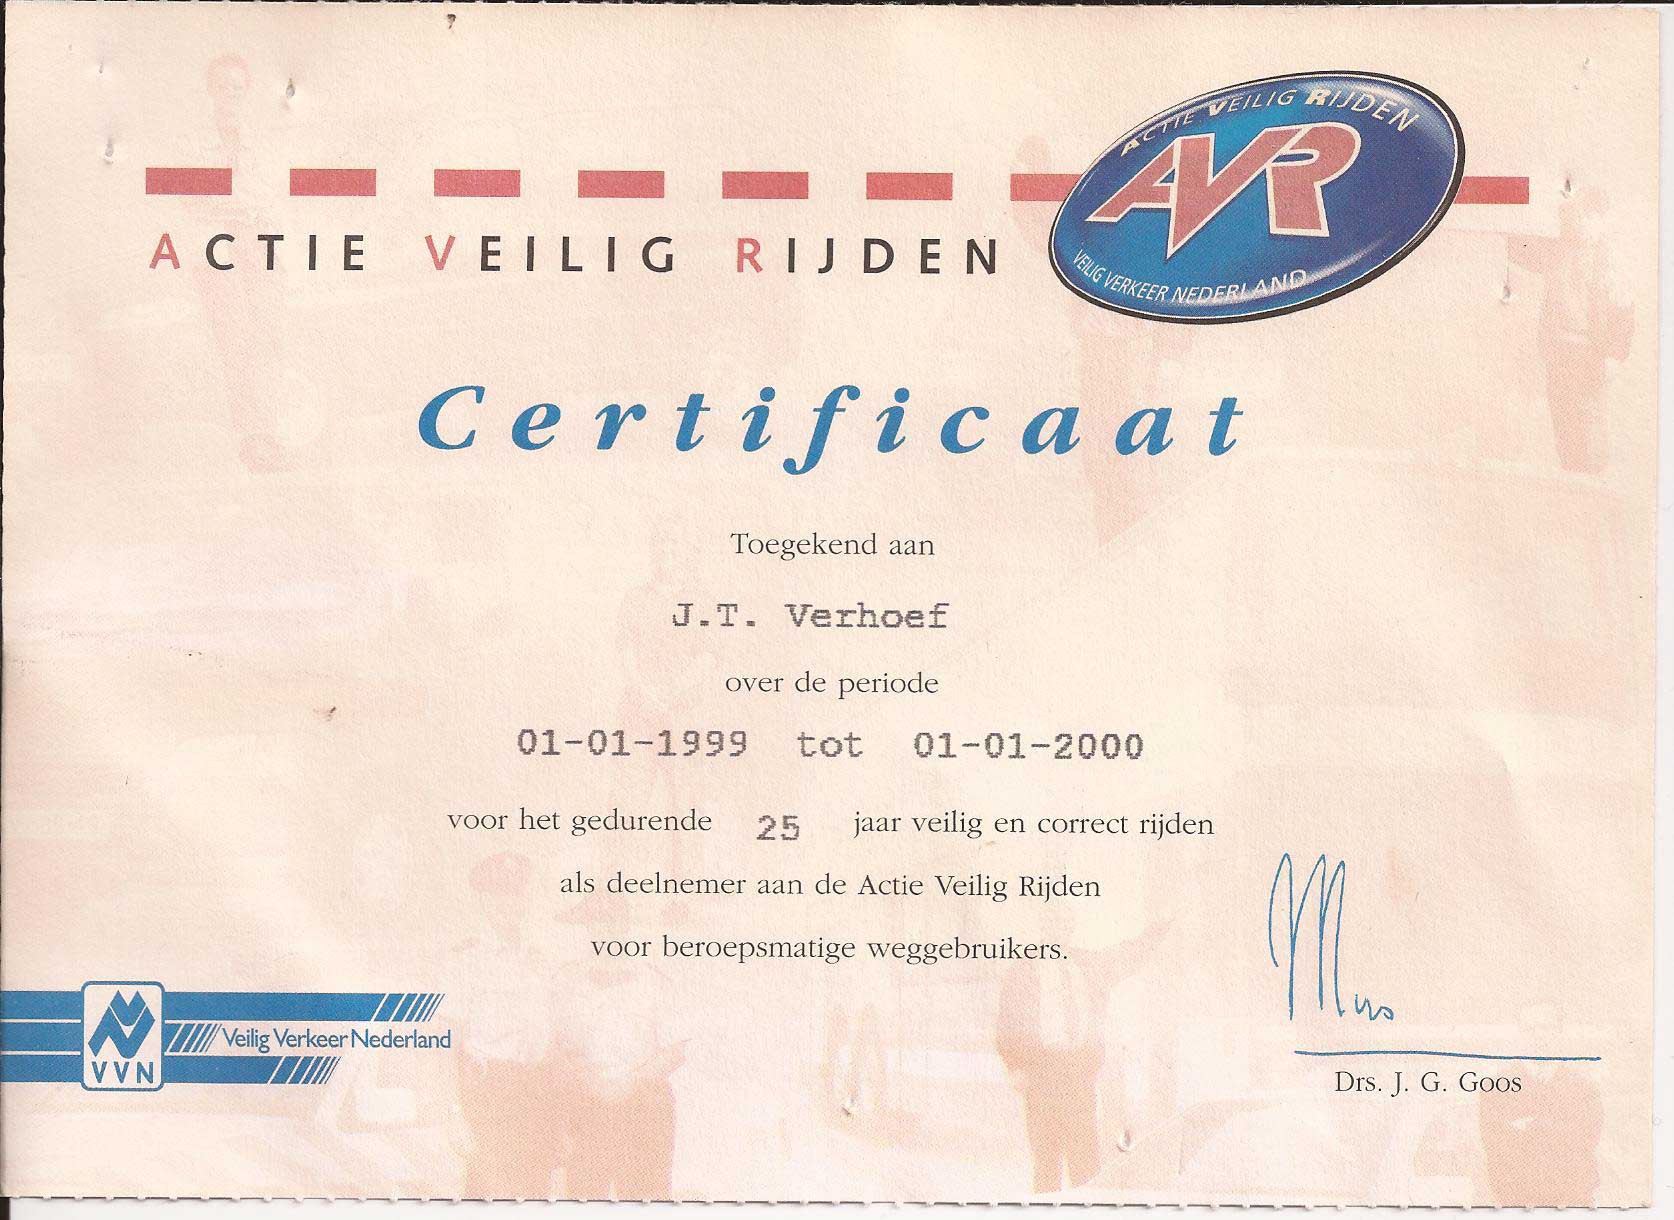 ACTIE VEILIG RIJDEN
ACTIE VEILIG RIJDEN
AVR
VEILIG VERKEER NEDERLAND
Certificaat
Toegekend aan
J.T. Verhoef
over de periode
01-01-1999 tot 01-01-2000
voor het gedurende 25 jaar veilig en correct rijden
als deelnemer aan de Actie Veilig Rijden
voor beroepsmatige weggebruikers.
VVN
Veilig Verkeer Nederland
Drs. J. G. Goos